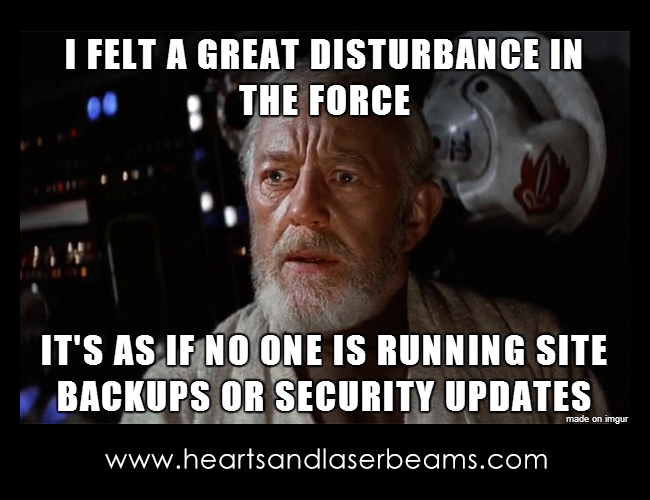 I FELT A GREAT DISTURBANCE IN
THE FORCE
IT'S AS IF NO ONE IS RUNNING SITE
BACKUPS OR SECURITY UPDATES
made on imgur
www.heartsandlaserbeams.com